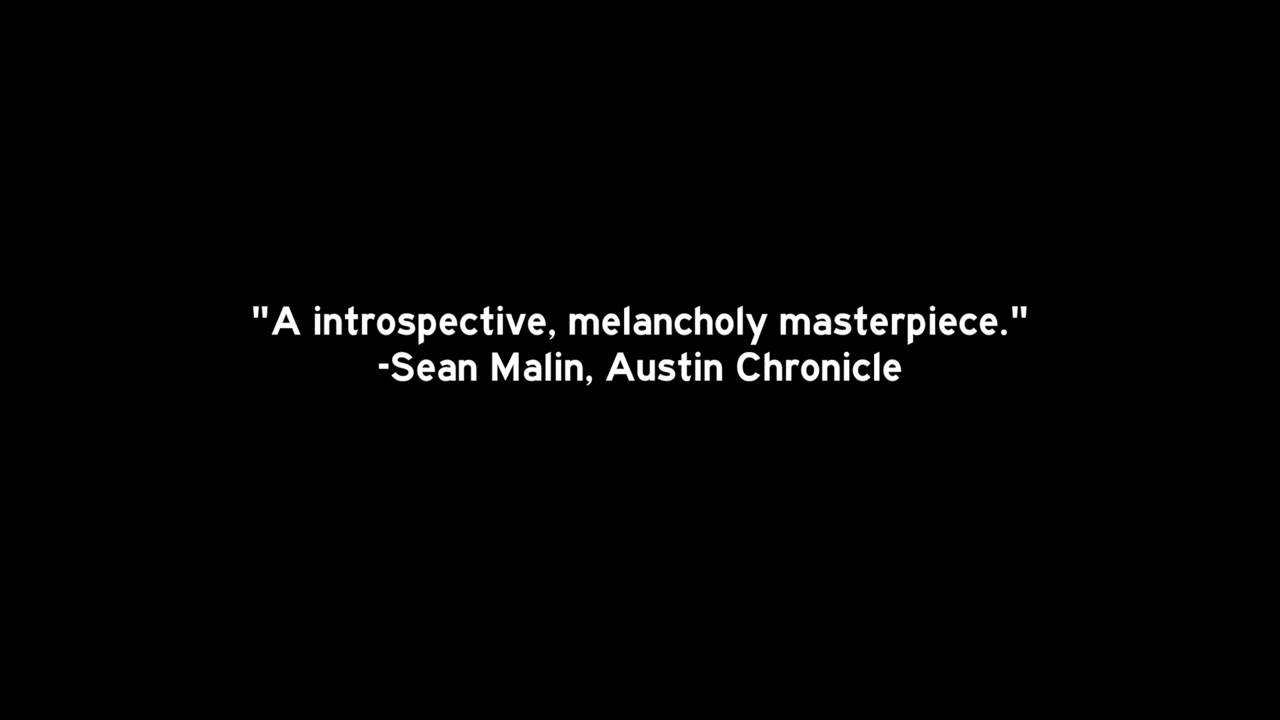 "A introspective, melancholy masterpiece."
-Sean Malin, Austin Chronicle